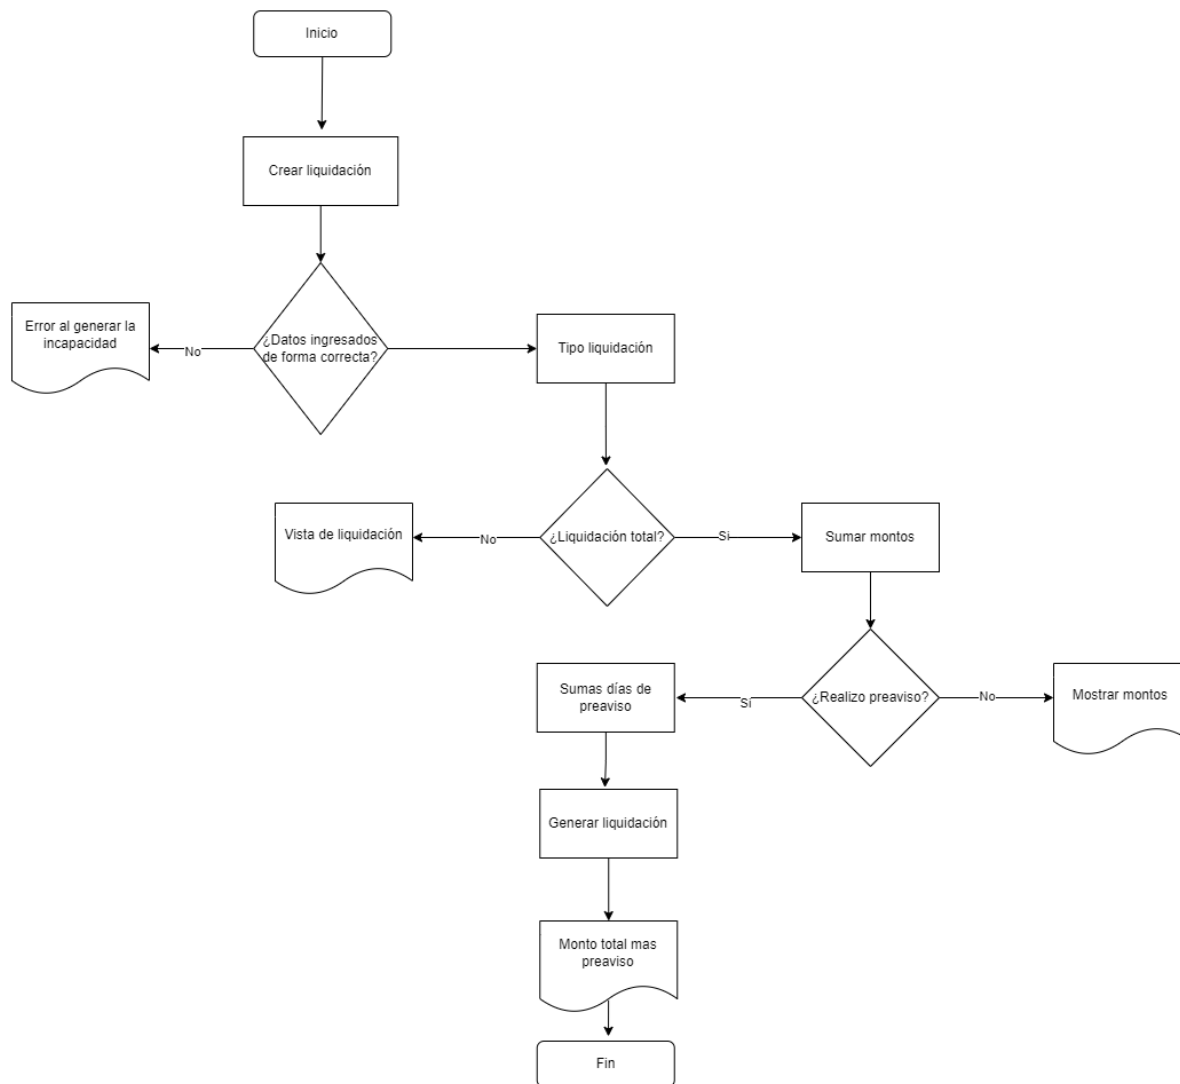 Inicio
Crear liquidación
Error al generar la
incapacidad
No
¿Datos ingresados
de forma correcta?
Tipo liquidación
Vista de liquidación
No
¿Liquidación total?
Si
Sumar montos
Sumas días de
preaviso
Si
¿Realizo preaviso?
No
Mostrar montos
Generar liquidación
Monto total mas
preaviso
Fin